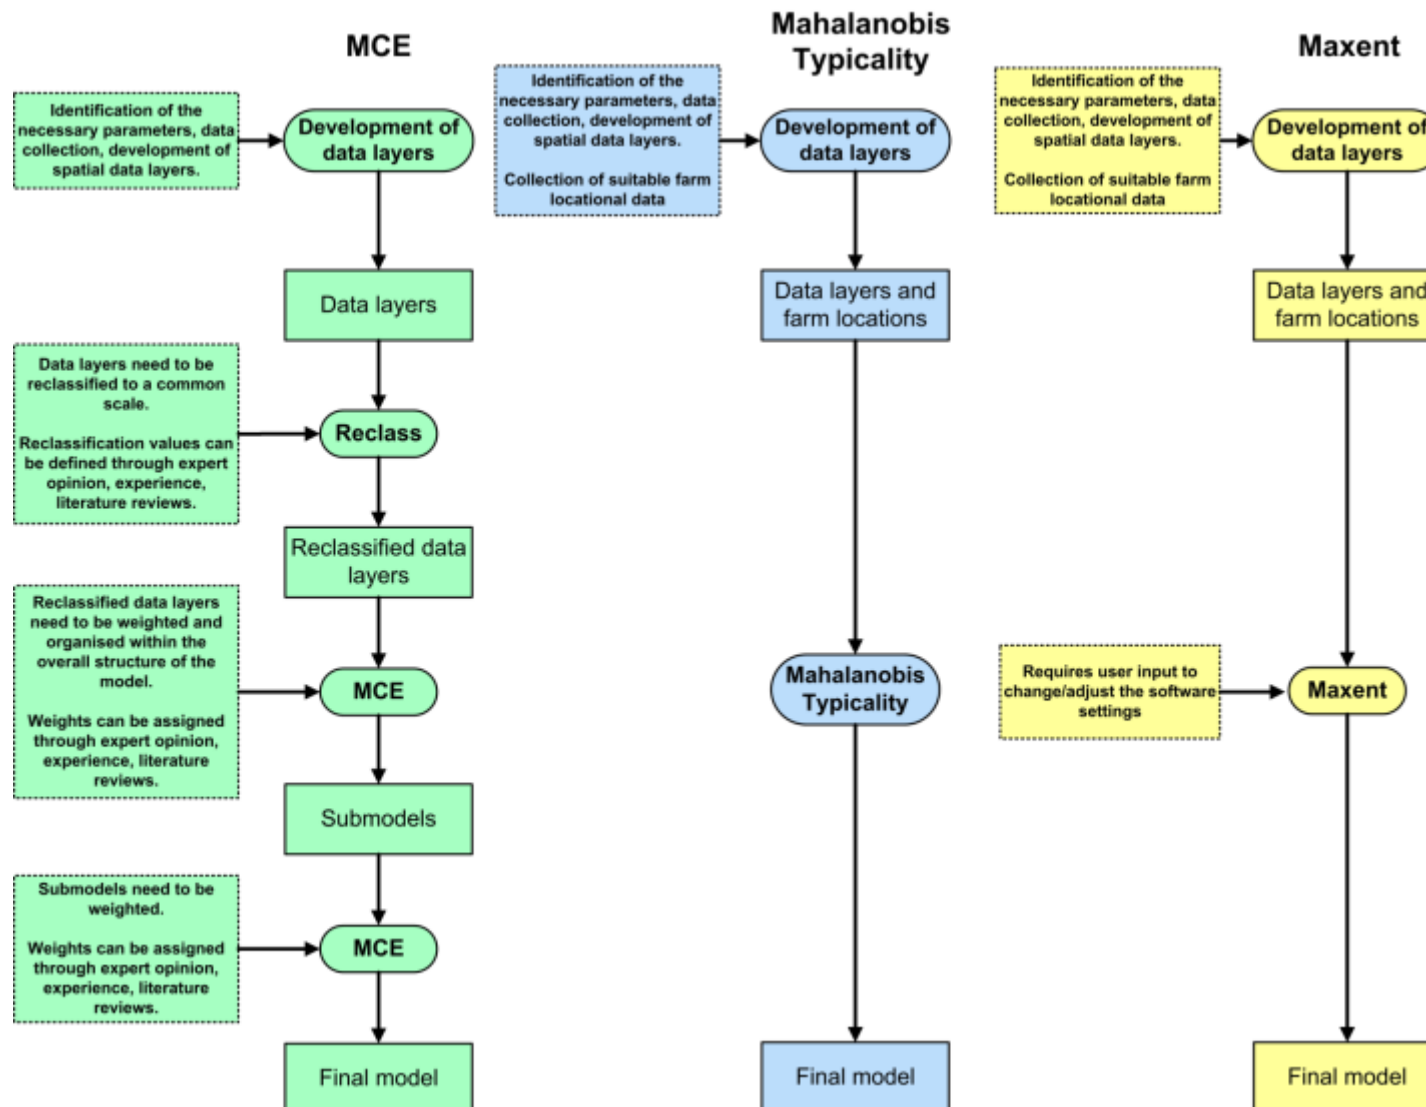 MCE
Identification of the
necessary parameters, data
collection, development of
spatial data layers.
Development of
data layers
Data layers
Data layers need to be
reclassified to a common
scale.
Reclassification values can
be defined through expert
opinion, experience,
literature reviews.
Reclass
Reclassified data
layers
Reclassified data layers
need to be weighted and
organised within the
overall structure of the
model.
Weights can be assigned
through expert opinion,
experience, literature
reviews.
MCE
Submodels
Submodels need to be
weighted.
Weights can be assigned
through expert opinion,
experience, literature
reviews.
MCE
Final model
Mahalanobis
Typicality
Identification of the
necessary parameters, data
collection, development of
spatial data layers.
Collection of suitable farm
locational data
Development of
data layers
Data layers and
farm locations
Mahalanobis
Typicality
Final model
Maxent
Identification of the
necessary parameters, data
collection, development of
spatial data layers.
Collection of suitable farm
locational data
Development of
data layers
Data layers and
farm locations
Requires user input to
change/adjust the software
settings
Maxent
Final model